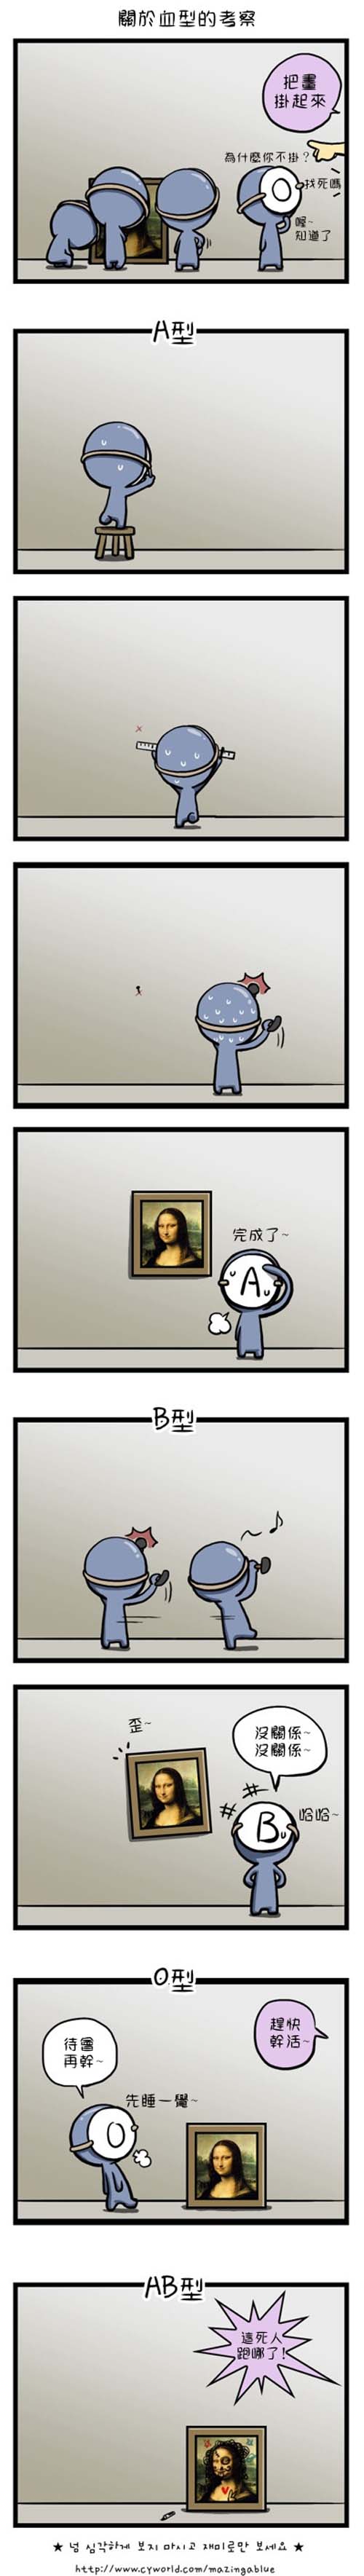 關於血型的考察
把畫
掛起來
為什麼你不掛?
找死嗎
喔~
知道了
A型
完成了~
A
B型
歪~
沒關係~
沒關係~
B
哈哈~
O型
待會
再幹~
趕快
幹活~
先睡一覺~
O
AB型
這死人
跑哪了!
★ 넘 심각하게 보지 마시고 재미로만 보세요 ★
http://www.cyworld.com/mazingablue